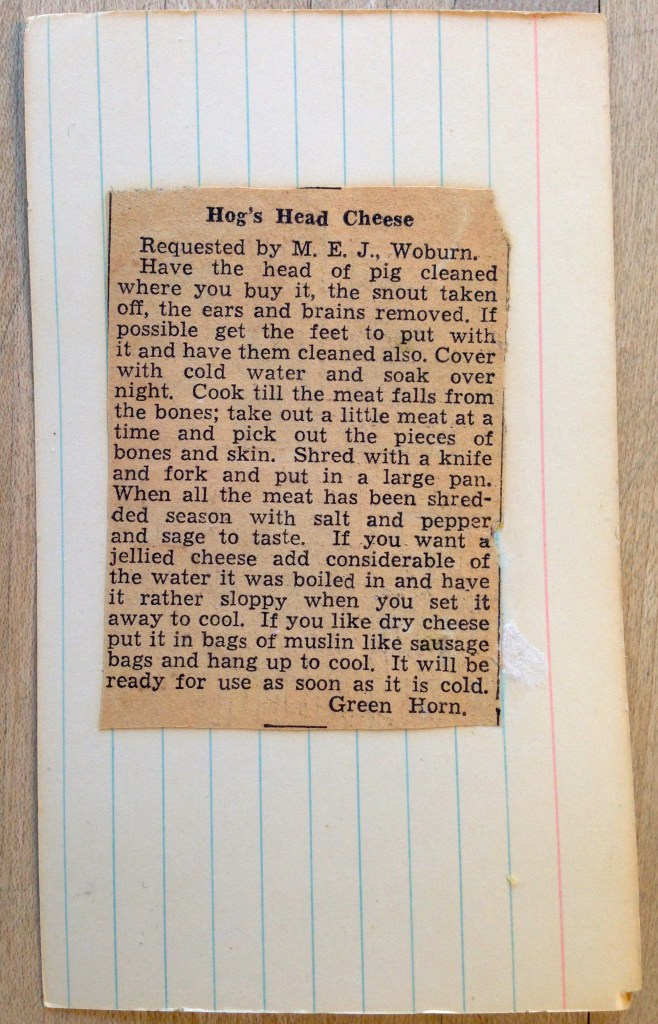 Hog's Head Cheese
Requested by M. E. J., Woburn.
Have the head of pig cleaned
where you buy it, the snout taken
off, the ears and brains removed. If
possible get the feet to put with
it and have them cleaned also. Cover
with cold water and soak over
night. Cook till the meat falls from
the bones; take out a little meat at a
time and pick out the pieces of
bones and skin. Shred with a knife
and fork and put in a large pan.
When all the meat has been shred-
ded season with salt and pepper
and sage to taste. If you want a
jellied cheese add considerable of
the water it was boiled in and have
it rather sloppy when you set it
away to cool. If you like dry cheese
put it in bags of muslin like sausage
bags and hang up to cool. It will be
ready for use as soon as it is cold.
Green Horn.